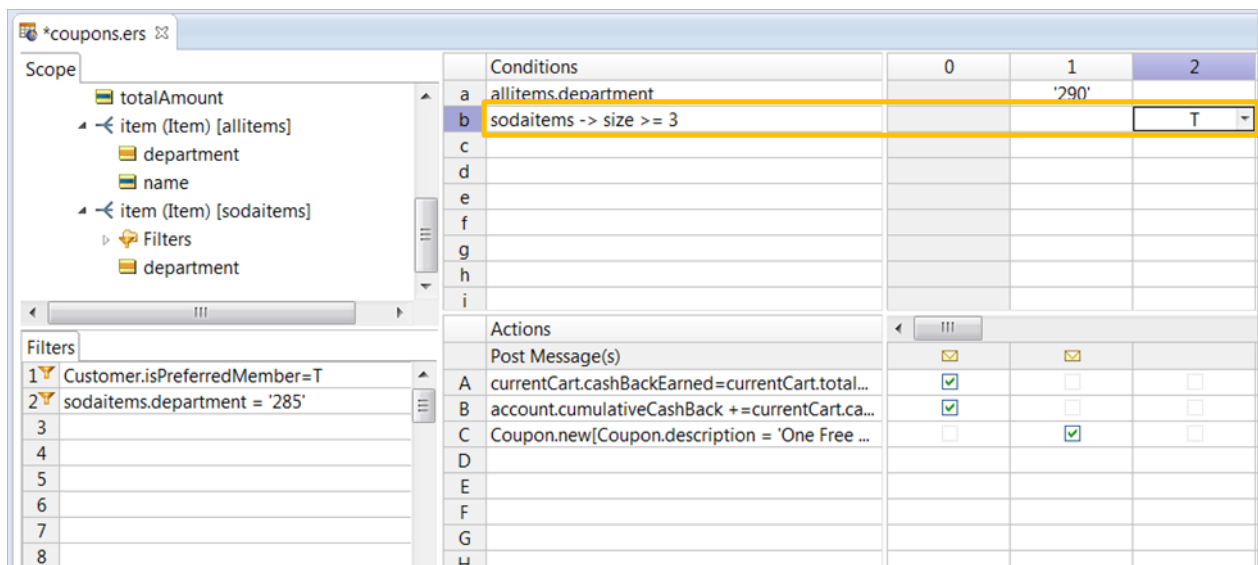 *coupons.ers
Scope
totalAmount
item (Item) [allitems]
department
name
item (Item) [sodaitems]
Filters
department
Filters
1 Customer.isPreferredMember=T
2 sodaitems.department = '285'
3
4
5
6
7
8
Conditions 0 1 2
a allitems.department '290'
b sodaitems -> size >= 3 T
c
d
e
f
g
h
i
Actions
Post Message(s)
A currentCart.cashBackEarned=currentCart.total...
B account.cumulativeCashBack +=currentCart.ca...
C Coupon.new[Coupon.description = 'One Free ...
D
E
F
G
H